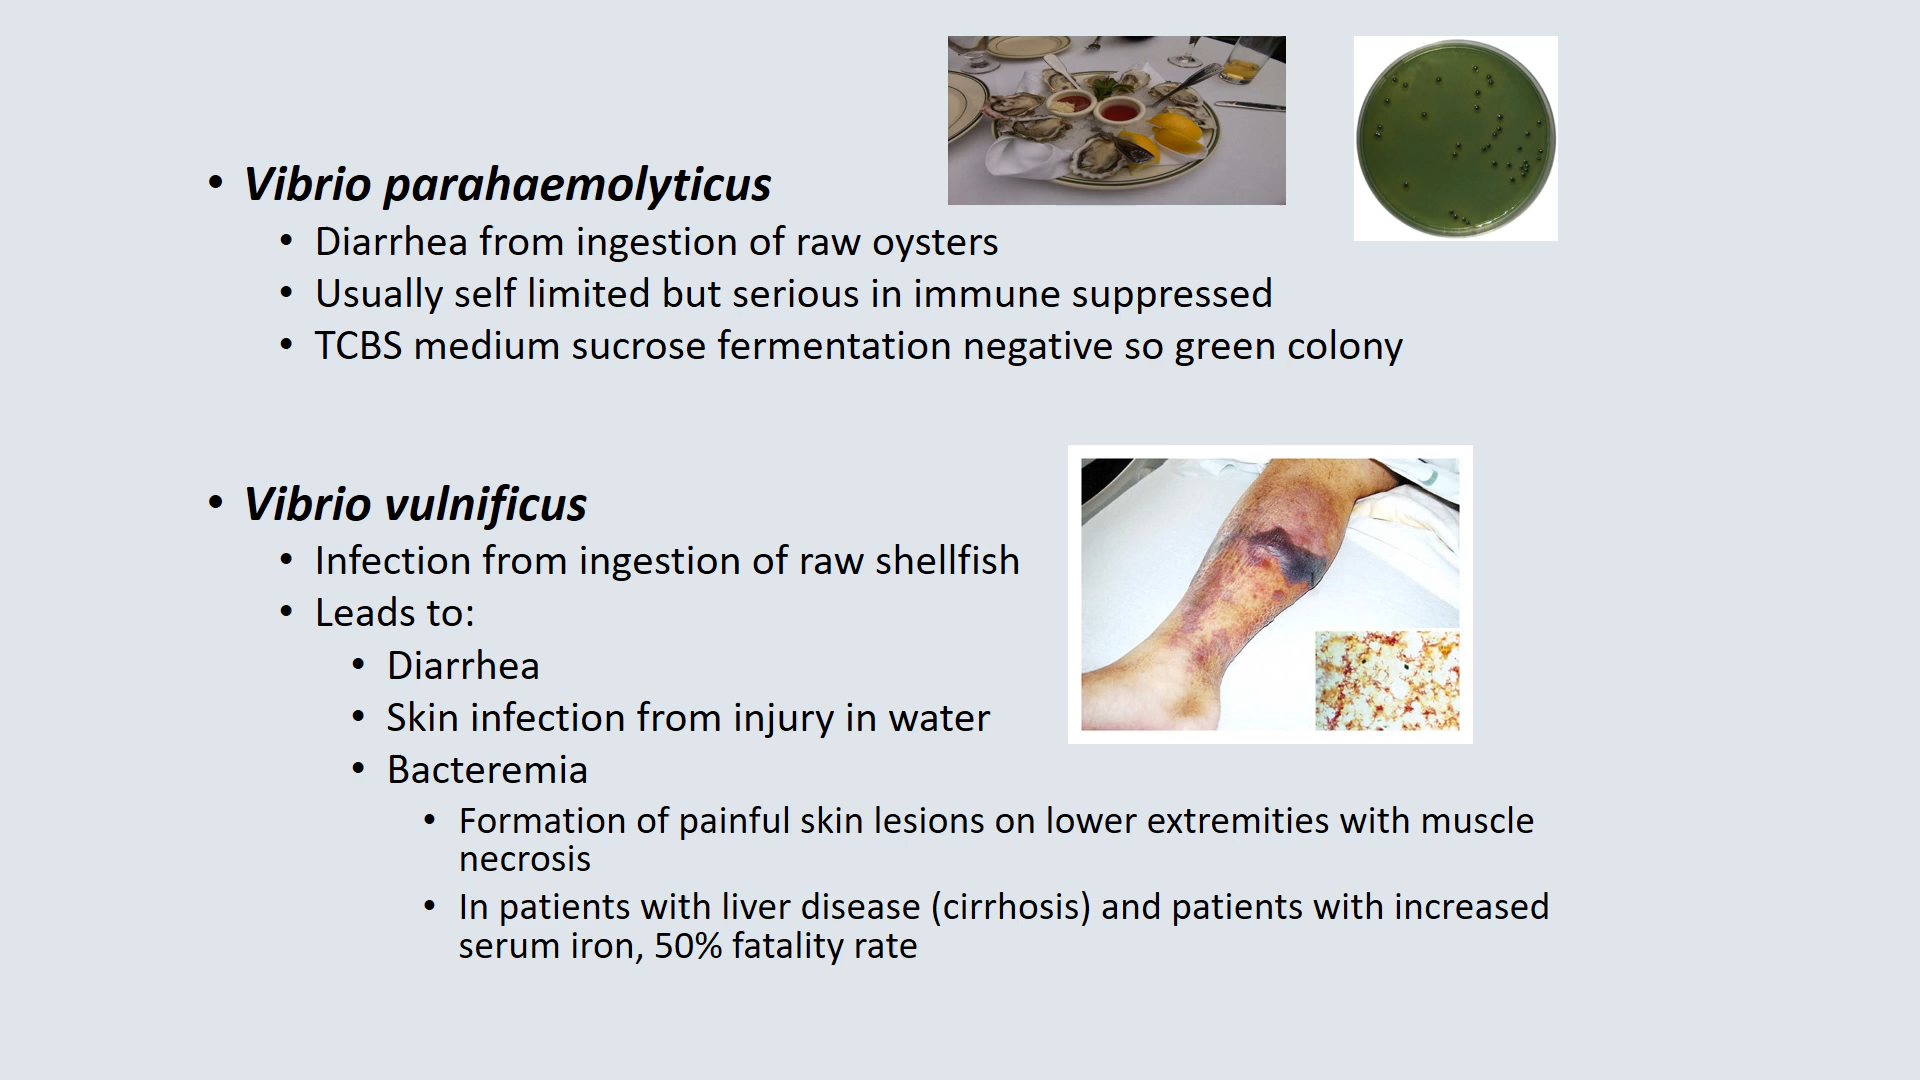 • Vibrio parahaemolyticus
• Diarrhea from ingestion of raw oysters
• Usually self limited but serious in immune suppressed
• TCBS medium sucrose fermentation negative so green colony
• Vibrio vulnificus
• Infection from ingestion of raw shellfish
• Leads to:
• Diarrhea
• Skin infection from injury in water
• Bacteremia
• Formation of painful skin lesions on lower extremities with muscle
necrosis
• In patients with liver disease (cirrhosis) and patients with increased
serum iron, 50% fatality rate